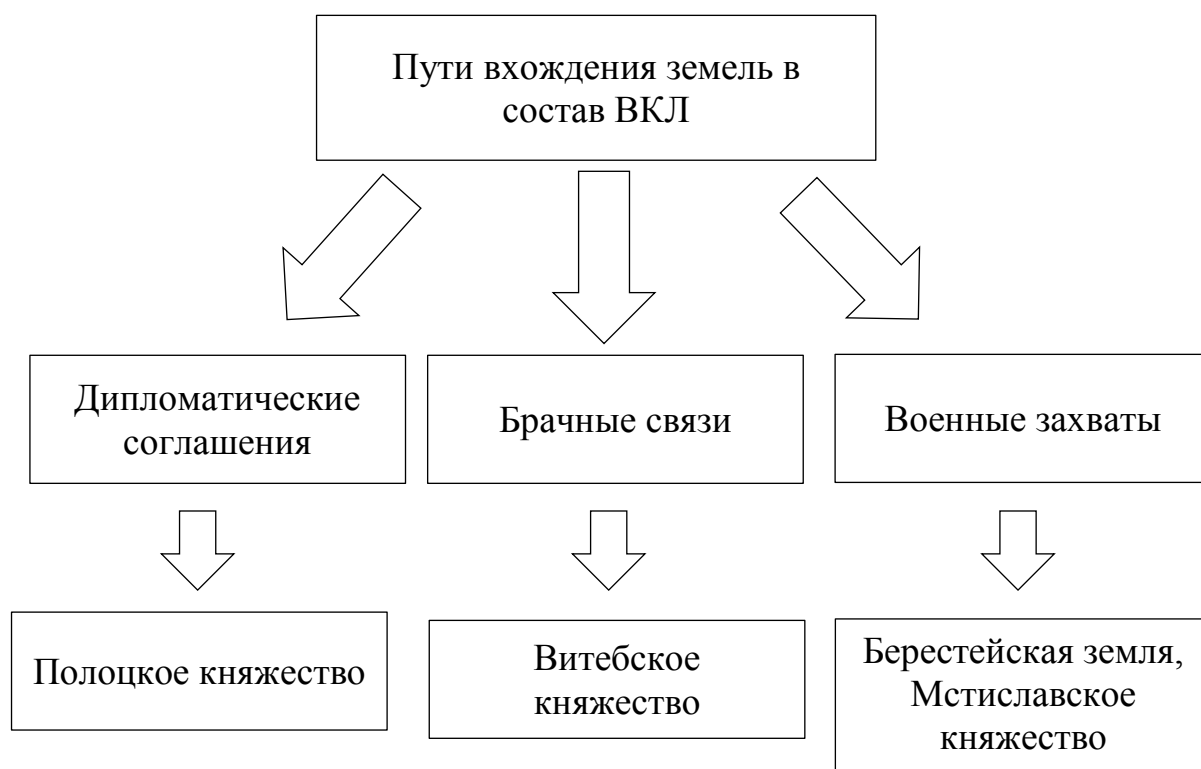 Пути вхождения земель в
состав ВКЛ
Дипломатические
соглашения
Брачные связи
Военные захваты
Полоцкое княжество
Витебское
княжество
Берестейская земля,
Мстиславское
княжество